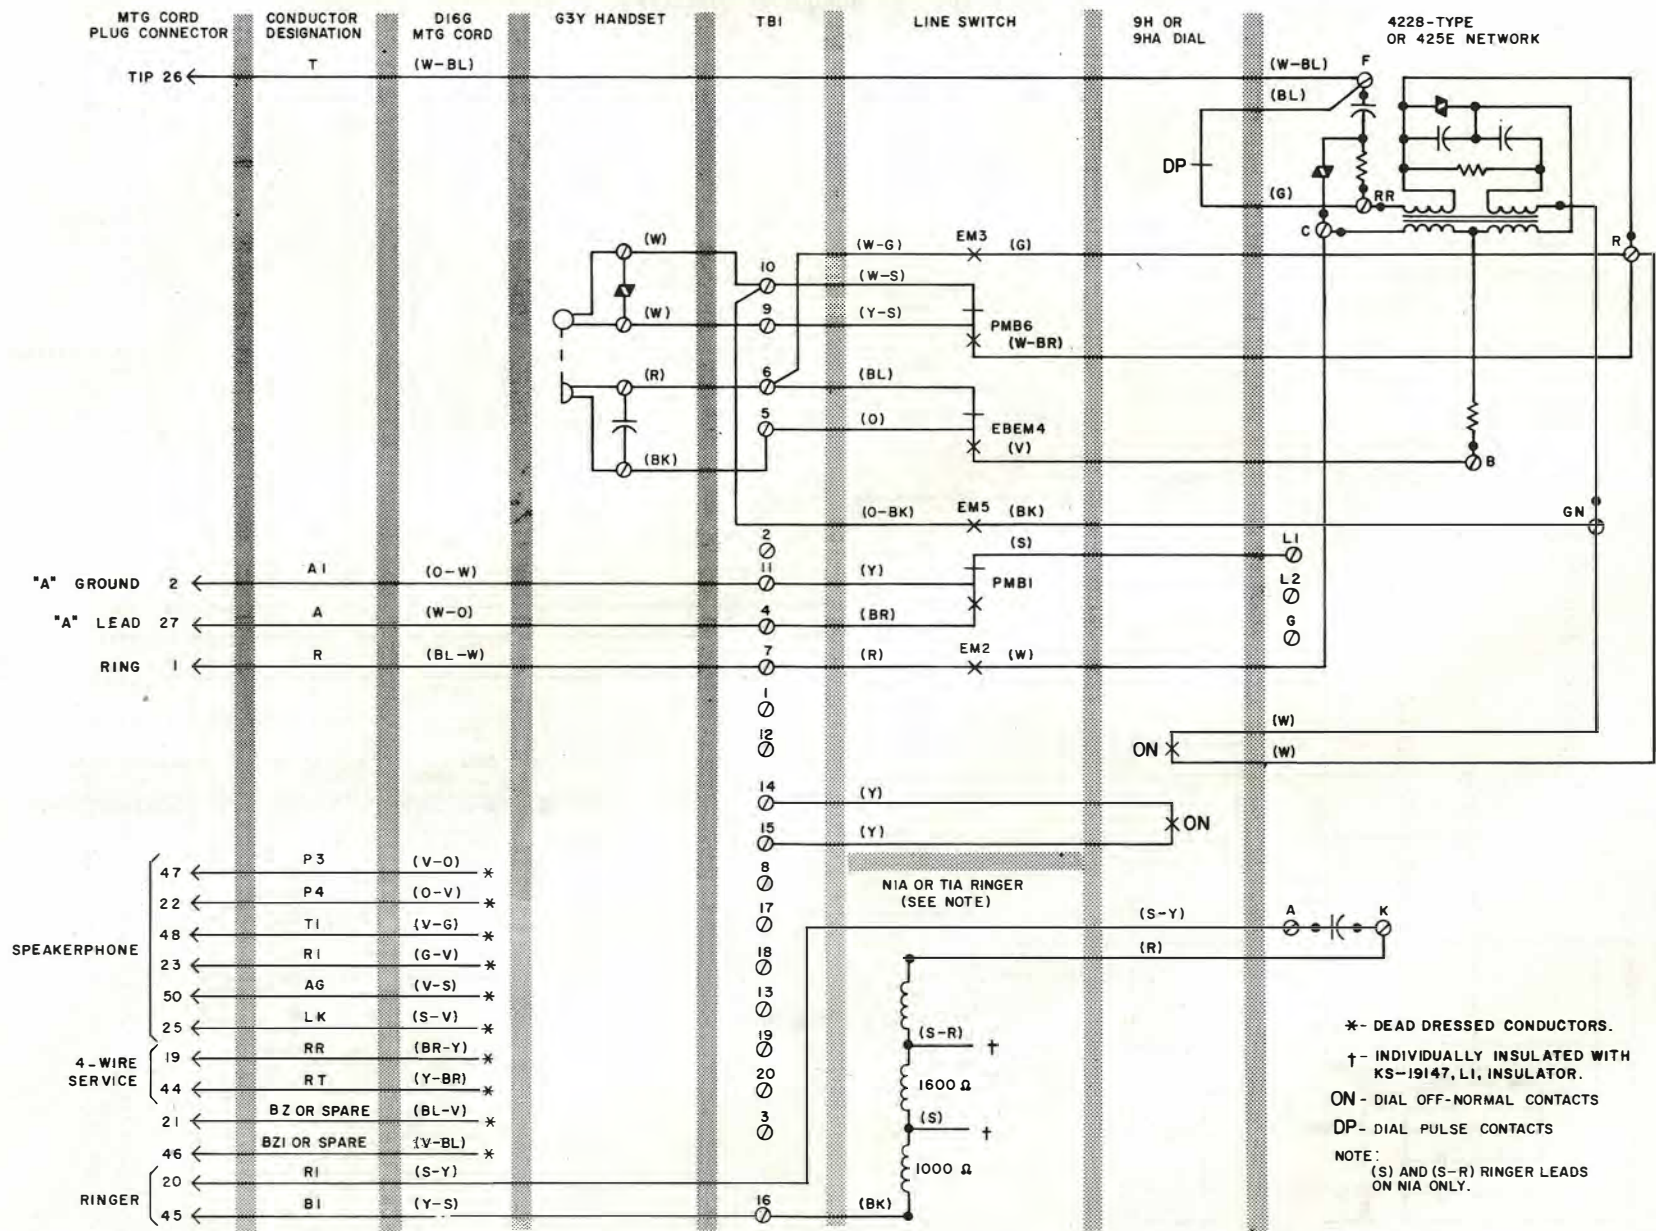 MTG CORD
PLUG CONNECTOR
CONDUCTOR
DESIGNATION
D16G
MTG CORD
G3Y HANDSET
TB1
LINE SWITCH
9H OR
9HA DIAL
4228-TYPE
OR 425E NETWORK
TIP 26
T
(W-BL)
(W-BL)
F
(BL)
DP
(G)
RR
C
R
(W)
(W-G)
EM3
(G)
10
(W-S)
(W)
9
(Y-S)
PMB6
(W-BR)
(R)
6
(BL)
5
(O)
EBEM4
(V)
(BK)
B
(O-BK)
EM5
(BK)
GN
2
(S)
L1
"A" GROUND 2
A1
(O-W)
11
(Y)
PMB1
L2
"A" LEAD 27
A
(W-O)
4
(BR)
G
RING 1
R
(BL-W)
7
(R)
EM2
(W)
1
12
(W)
ON
(W)
14
(Y)
ON
15
(Y)
SPEAKERPHONE
47
P3
(V-O)
*
8
N1A OR T1A RINGER
(SEE NOTE)
22
P4
(O-V)
*
17
(S-Y)
A
K
48
T1
(V-G)
*
(R)
23
R1
(G-V)
*
18
50
AG
(V-S)
*
13
25
LK
(S-V)
*
19
(S-R)
†
4-WIRE
SERVICE
19
RR
(BR-Y)
*
44
RT
(Y-BR)
*
20
1600 Ω
21
BZ OR SPARE
(BL-V)
*
3
(S)
†
46
BZ1 OR SPARE
(V-BL)
*
RINGER
20
R1
(S-Y)
1000 Ω
45
B1
(Y-S)
16
(BK)
*- DEAD DRESSED CONDUCTORS.
†- INDIVIDUALLY INSULATED WITH
KS-19147, L1, INSULATOR.
ON- DIAL OFF-NORMAL CONTACTS
DP- DIAL PULSE CONTACTS
NOTE:
(S) AND (S-R) RINGER LEADS
ON N1A ONLY.